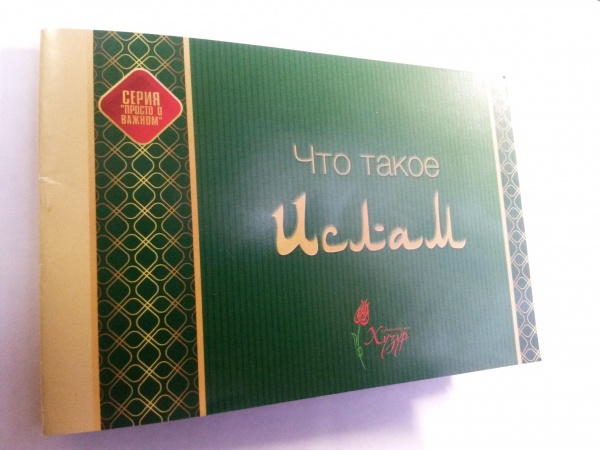 СЕРИЯ
"ПРОСТО О
ВАЖНОМ"
Что такое
Ислам
Хузур